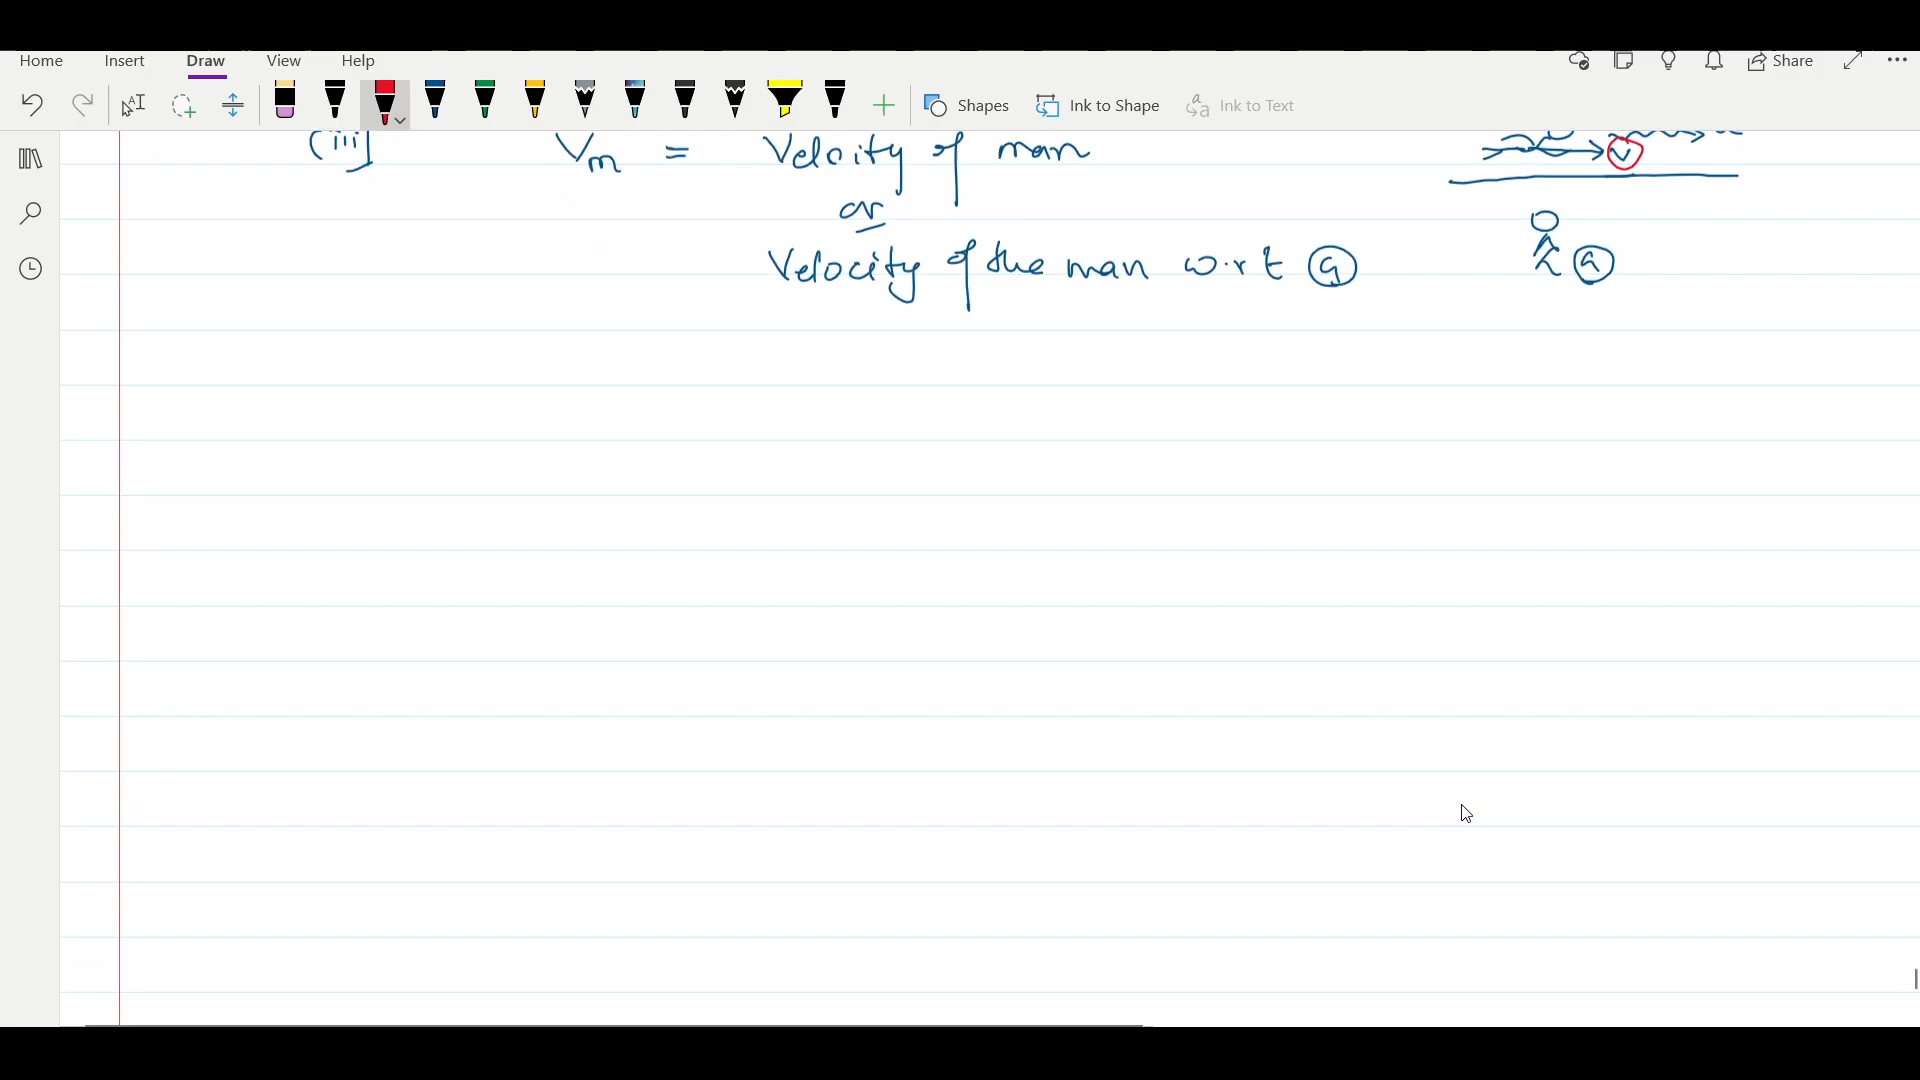 Home Insert Draw View Help Share
Shapes Ink to Shape Ink to Text
(iii) Vm = Velocity of man
or
Velocity of the man w.r.t G
v
G